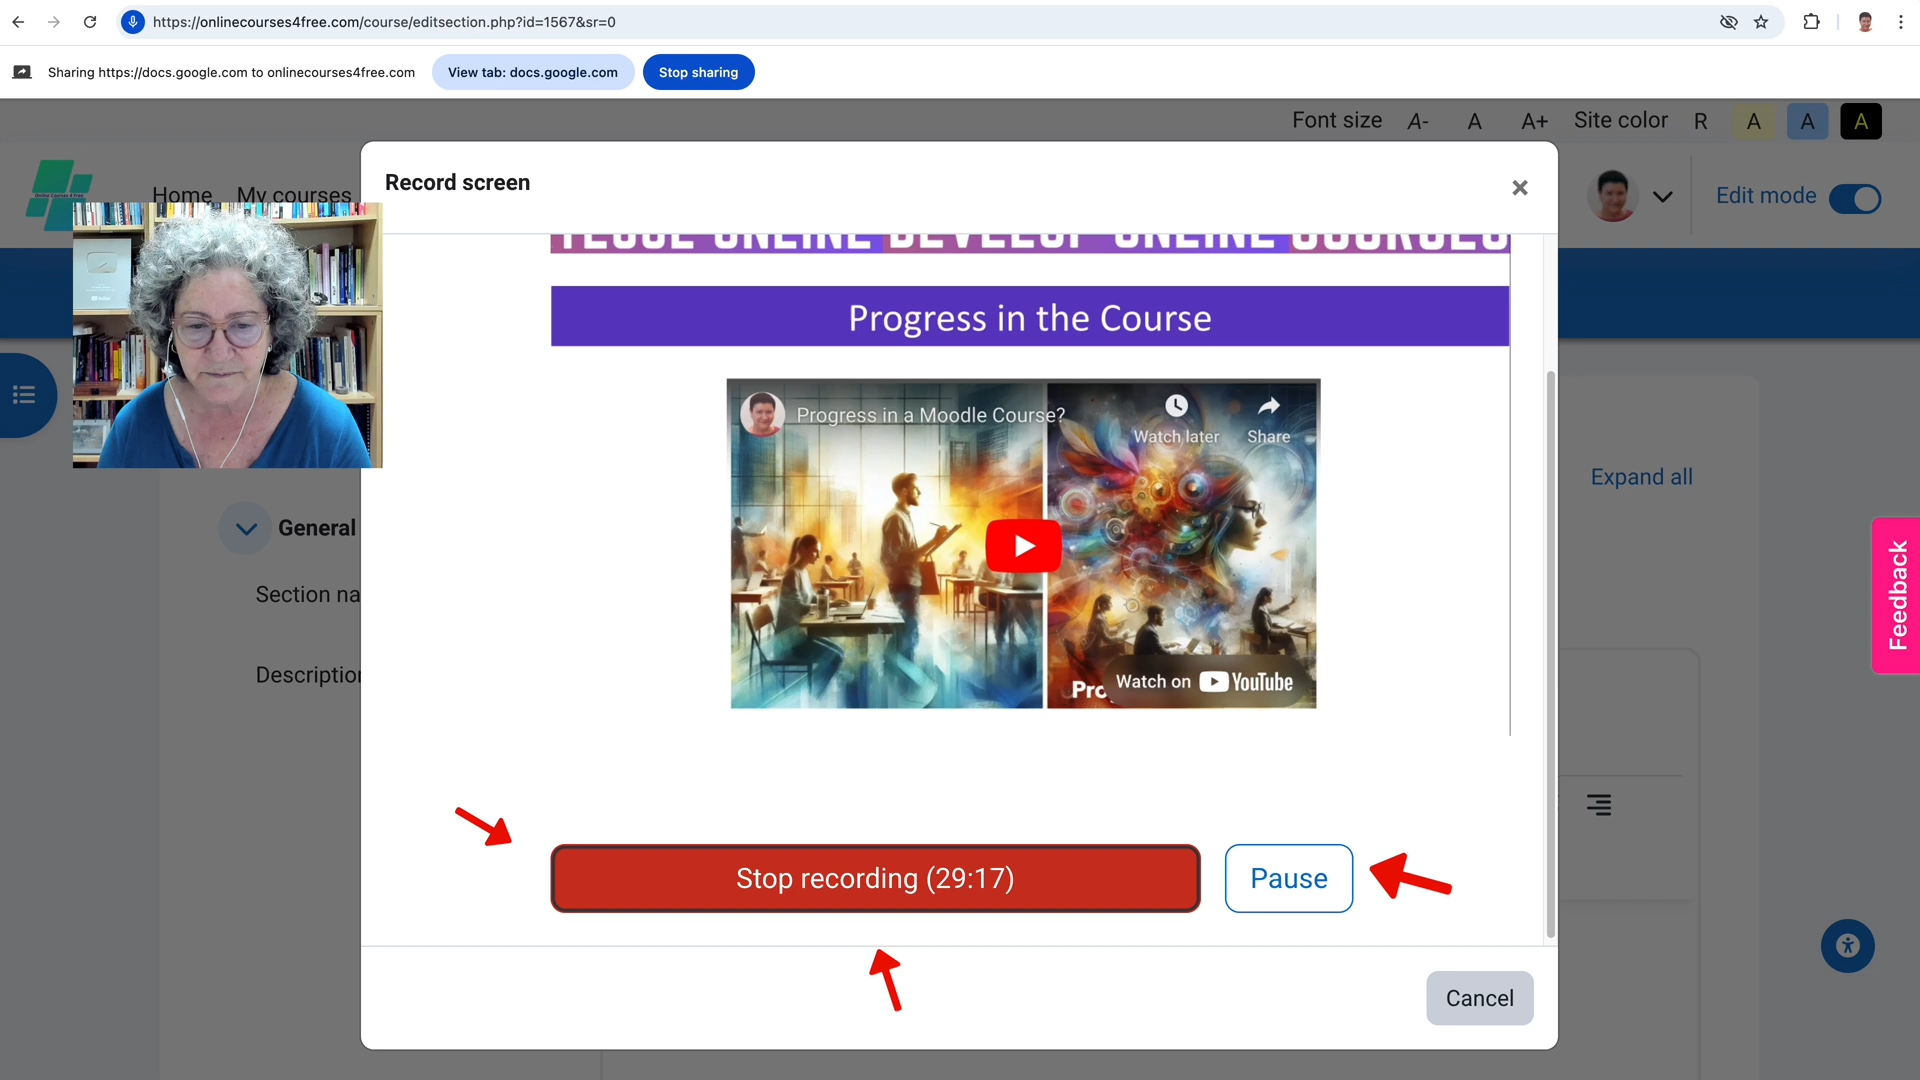 https://onlinecourses4free.com/course/editsection.php?id=1567&sr=0
Sharing https://docs.google.com to onlinecourses4free.com
View tab: docs.google.com
Stop sharing
Font size A- A A+ Site color R A A A
Record screen
Home My courses
Edit mode
Progress in the Course
Progress in a Moodle Course?
Watch later
Share
Expand all
General
Section na
Description
Feedback
Watch on YouTube
Stop recording (29:17)
Pause
Cancel